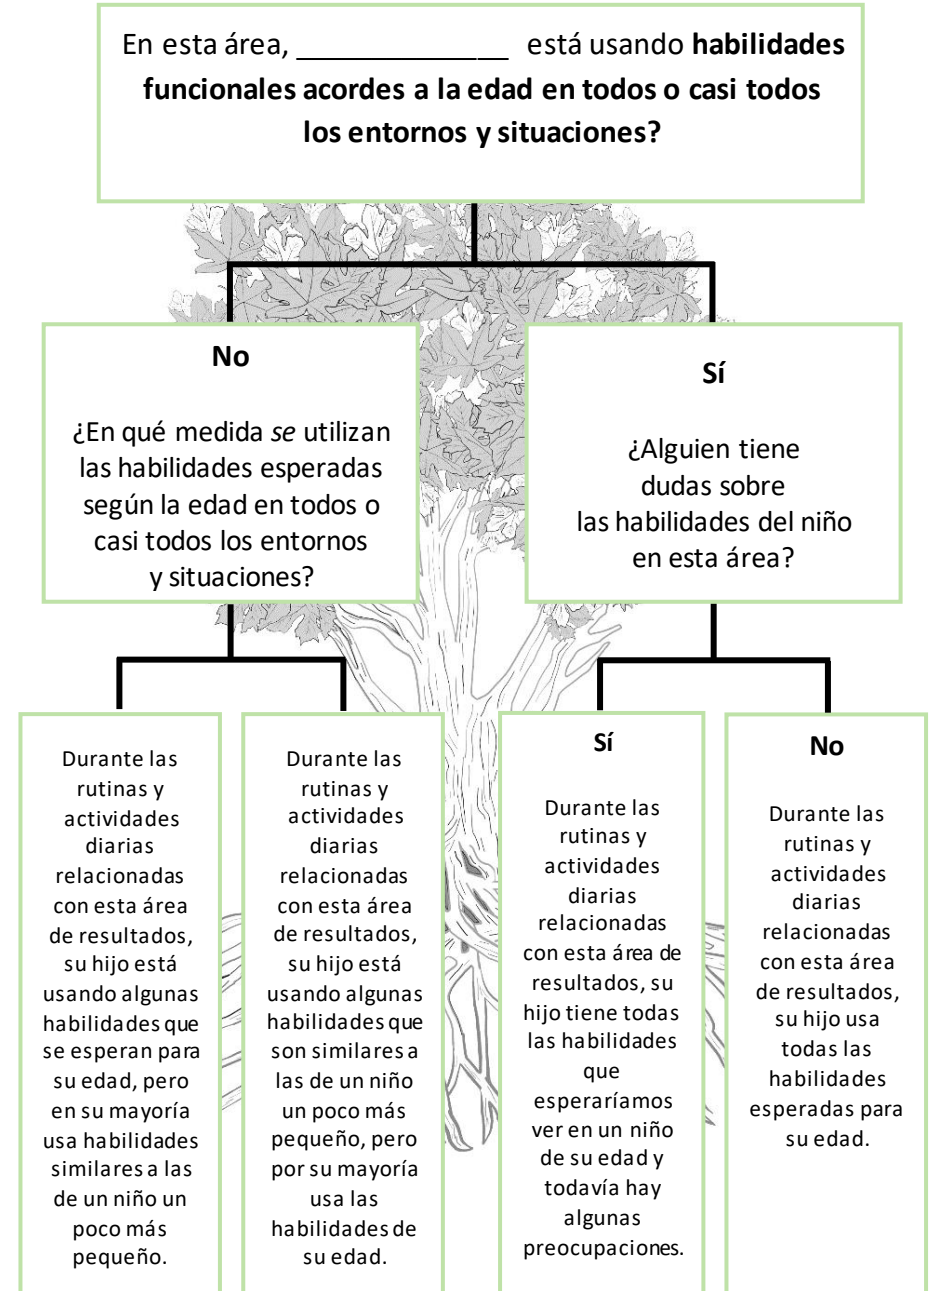 En esta área, ______________ está usando habilidades
funcionales acordes a la edad en todos o casi todos
los entornos y situaciones?
No
¿En qué medida se utilizan
las habilidades esperadas
según la edad en todos o
casi todos los entornos
y situaciones?
Sí
¿Alguien tiene
dudas sobre
las habilidades del niño
en esta área?
Durante las
rutinas y
actividades
diarias
relacionadas
con esta área
de resultados,
su hijo está
usando algunas
habilidades que
se esperan para
su edad, pero
en su mayoría
usa habilidades
similares a las
de un niño un
poco más
pequeño.
Durante las
rutinas y
actividades
diarias
relacionadas
con esta área
de resultados,
su hijo está
usando algunas
habilidades que
son similares a
las de un niño
un poco más
pequeño, pero
por su mayoría
usa las
habilidades de
su edad.
Sí
Durante las
rutinas y
actividades
diarias
relacionadas
con esta área de
resultados, su
hijo tiene todas
las habilidades
que
esperaríamos
ver en un niño
de su edad y
todavía hay
algunas
preocupaciones.
No
Durante las
rutinas y
actividades
diarias
relacionadas
con esta área
de resultados,
su hijo usa
todas las
habilidades
esperadas para
su edad.